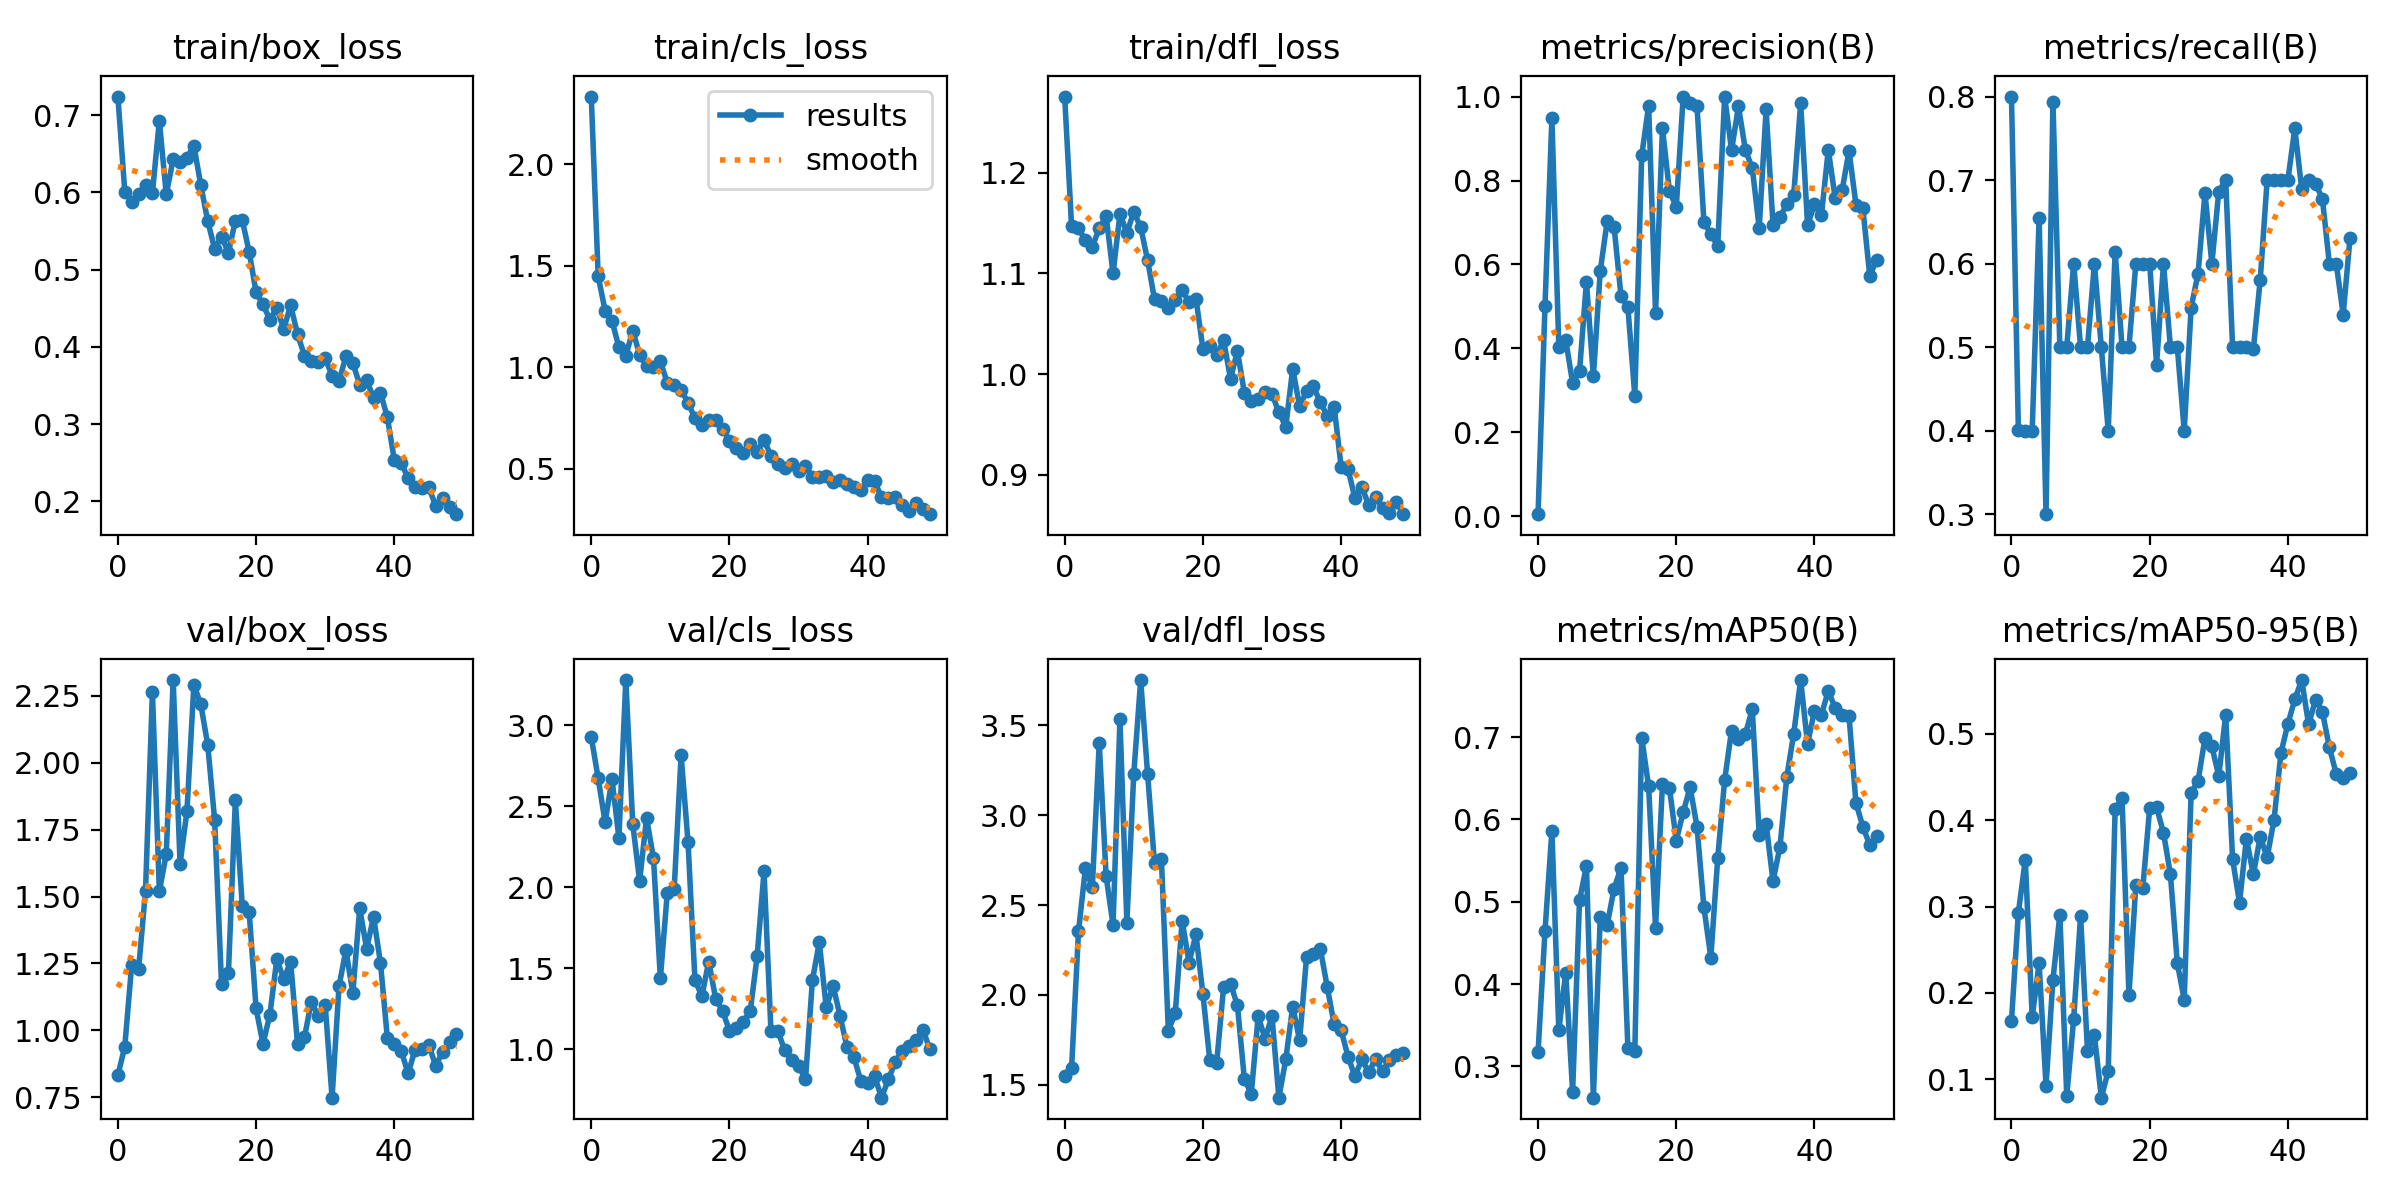 train/box_loss
0.7
0.6
0.5
0.4
0.3
0.2
0 20 40
train/cls_loss
results
smooth
2.0
1.5
1.0
0.5
0 20 40
train/dfl_loss
1.2
1.1
1.0
0.9
0 20 40
metrics/precision(B)
1.0
0.8
0.6
0.4
0.2
0.0
0 20 40
metrics/recall(B)
0.8
0.7
0.6
0.5
0.4
0.3
0 20 40
val/box_loss
2.25
2.00
1.75
1.50
1.25
1.00
0.75
0 20 40
val/cls_loss
3.0
2.5
2.0
1.5
1.0
0 20 40
val/dfl_loss
3.5
3.0
2.5
2.0
1.5
0 20 40
metrics/mAP50(B)
0.7
0.6
0.5
0.4
0.3
0 20 40
metrics/mAP50-95(B)
0.5
0.4
0.3
0.2
0.1
0 20 40